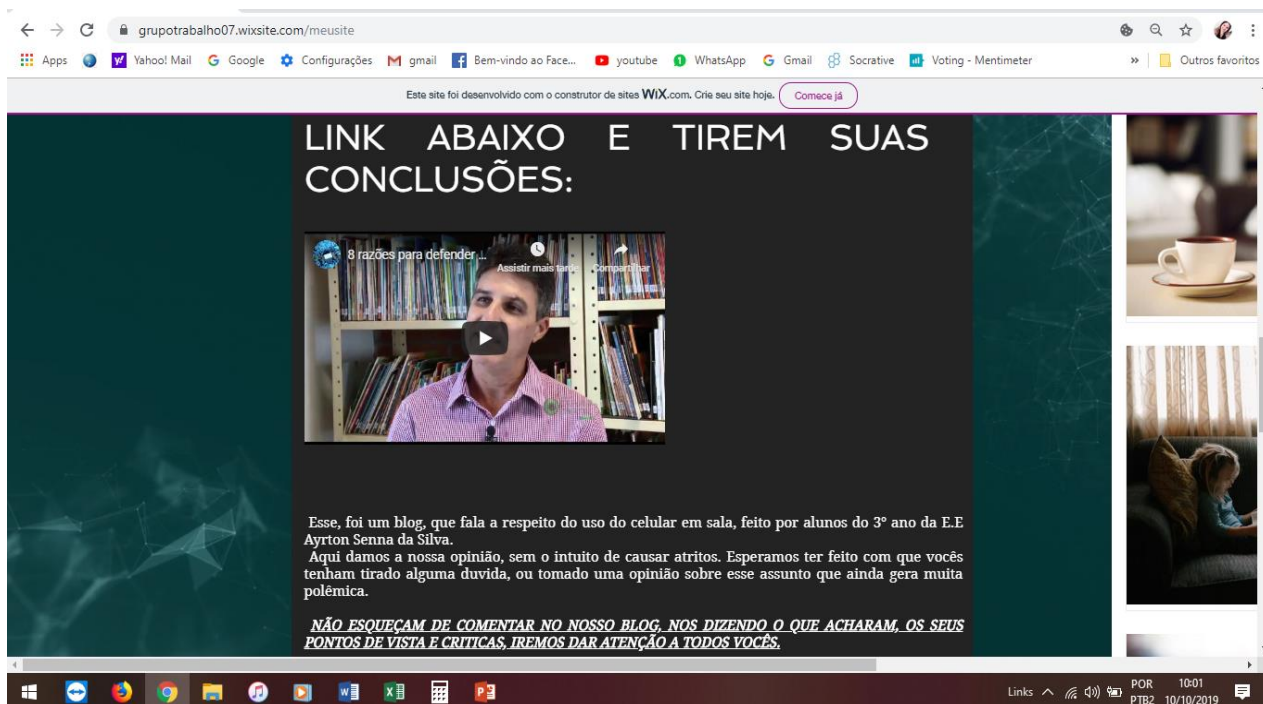 grupotrabalho07.wixsite.com/meusite
Apps Yahoo! Mail Google Configurações gmail Bem-vindo ao Face... youtube WhatsApp Gmail Socrative Voting - Mentimeter » Outros favoritos
Este site foi desenvolvido com o construtor de sites WiX.com. Crie seu site hoje. Comece já
LINK ABAIXO E TIREM SUAS
CONCLUSÕES:
8 razões para defender ...
Assistir mais tarde Compartilhar
Esse, foi um blog, que fala a respeito do uso do celular em sala, feito por alunos do 3º ano da E.E
Ayrton Senna da Silva.
Aqui damos a nossa opinião, sem o intuito de causar atritos. Esperamos ter feito com que vocês
tenham tirado alguma duvida, ou tomado uma opinião sobre esse assunto que ainda gera muita
polêmica.
NÃO ESQUEÇAM DE COMENTAR NO NOSSO BLOG, NOS DIZENDO O QUE ACHARAM, OS SEUS
PONTOS DE VISTA E CRITICAS, IREMOS DAR ATENÇÃO A TODOS VOCÊS.
Links POR 10:01
PTB2 10/10/2019